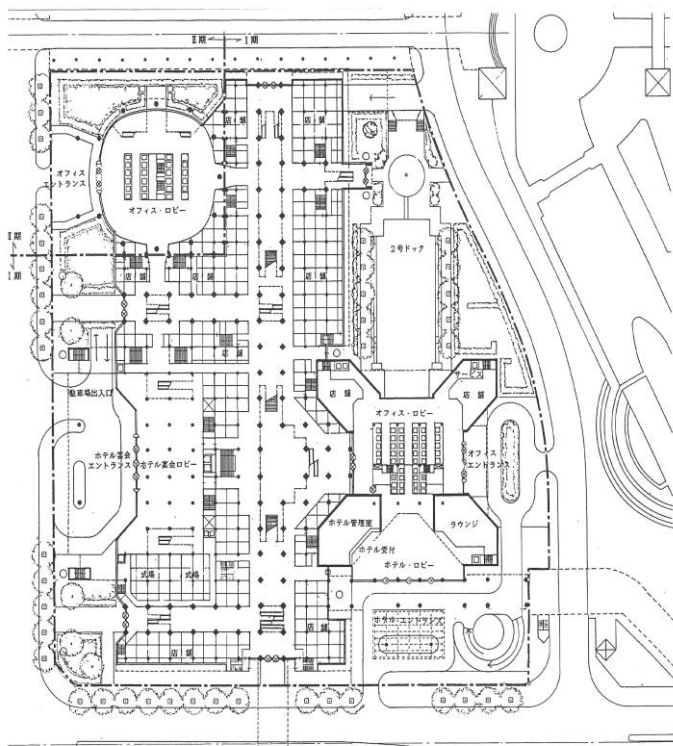 II期
I期
店舗
店舗
オフィス
エントランス
オフィス・ロビー
2号ドック
II期
I期
店舗
店舗
店舗
店舗
駐車場出入口
店舗
サービス
店舗
オフィス・ロビー
ホテル宴会
エントランス
ホテル宴会ロビー
オフィス
エントランス
ホテル管理室
ラウンジ
ホテル受付
ホテル・ロビー
式場
式場
店舗
ホテル・エントランス
店舗